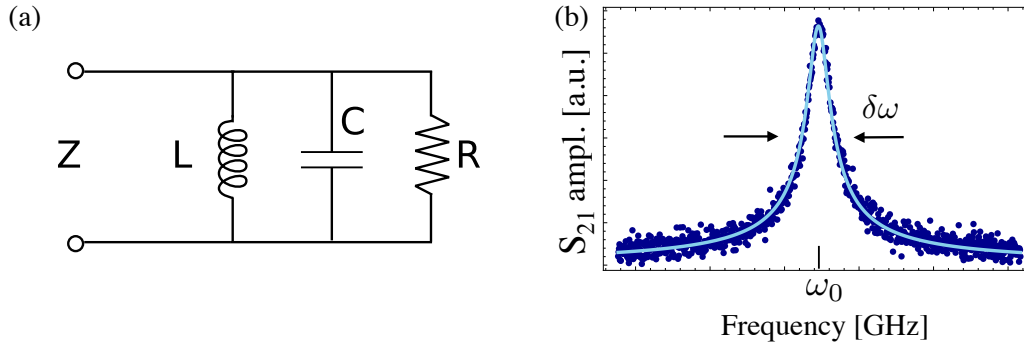 (a)
Z
L
C
R
(b)
S₂₁ ampl. [a.u.]
δω
ω₀
Frequency [GHz]